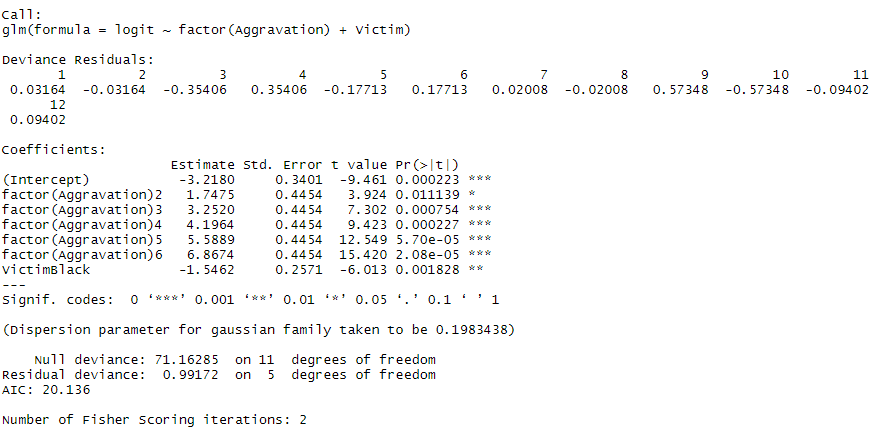 Call:
glm(formula = logit ~ factor(Aggravation) + Victim)
Deviance Residuals:
1 2 3 4 5 6 7 8 9 10 11
0.03164 -0.03164 -0.35406 0.35406 -0.17713 0.17713 0.02008 -0.02008 0.57348 -0.57348 -0.09402
12
0.09402
Coefficients:
Estimate Std. Error t value Pr(>|t|)
(Intercept) -3.2180 0.3401 -9.461 0.000223 ***
factor(Aggravation)2 1.7475 0.4454 3.924 0.011139 *
factor(Aggravation)3 3.2520 0.4454 7.302 0.000754 ***
factor(Aggravation)4 4.1964 0.4454 9.423 0.000227 ***
factor(Aggravation)5 5.5889 0.4454 12.549 5.70e-05 ***
factor(Aggravation)6 6.8674 0.4454 15.420 2.08e-05 ***
VictimBlack -1.5462 0.2571 -6.013 0.001828 **
---
Signif. codes: 0 ‘***’ 0.001 ‘**’ 0.01 ‘*’ 0.05 ‘.’ 0.1 ‘ ’ 1
(Dispersion parameter for gaussian family taken to be 0.1983438)
Null deviance: 71.16285 on 11 degrees of freedom
Residual deviance: 0.99172 on 5 degrees of freedom
AIC: 20.136
Number of Fisher Scoring iterations: 2